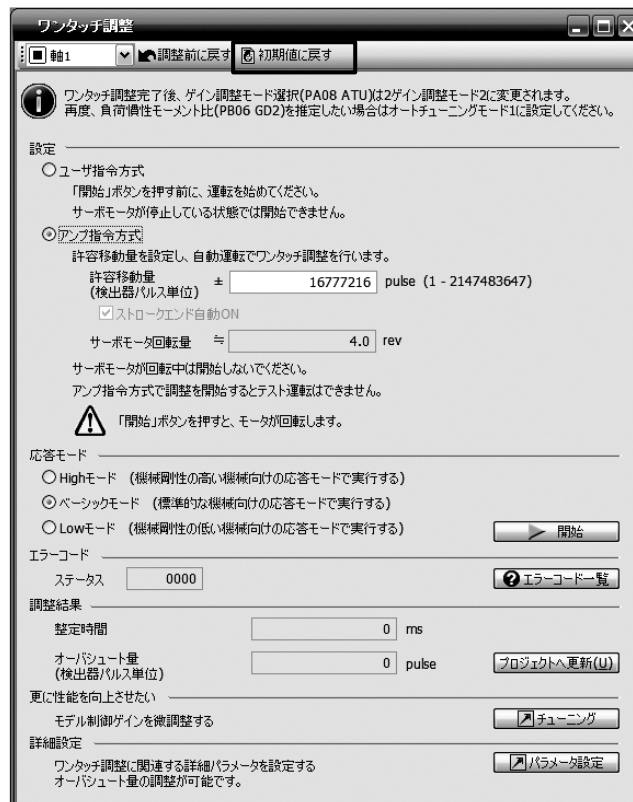 ワンタッチ調整
軸1 調整前に戻す 初期値に戻す
ワンタッチ調整完了後、ゲイン調整モード選択(PA08 ATU)は2ゲイン調整モード2に変更されます。
再度、負荷慣性モーメント比(PB06 GD2)を推定したい場合はオートチューニングモード1に設定してください。
設定
ユーザ指令方式
「開始」ボタンを押す前に、運転を始めてください。
サーボモータが停止している状態では開始できません。
アンプ指令方式
許容移動量を設定し、自動運転でワンタッチ調整を行います。
許容移動量 ± 16777216 pulse (1 - 2147483647)
(検出器パルス単位)
ストロークエンド自動ON
サーボモータ回転量 ≒ 4.0 rev
サーボモータが回転中は開始しないでください。
アンプ指令方式で調整を開始するとテスト運転はできません。
「開始」ボタンを押すと、モータが回転します。
応答モード
Highモード (機械剛性の高い機械向けの応答モードで実行する)
ベーシックモード (標準的な機械向けの応答モードで実行する)
Lowモード (機械剛性の低い機械向けの応答モードで実行する)
開始
エラーコード
ステータス 0000 エラーコード一覧
調整結果
整定時間 0 ms
オーバシュート量 0 pulse プロジェクトへ更新(U)
(検出器パルス単位)
更に性能を向上させたい
モデル制御ゲインを微調整する チューニング
詳細設定
ワンタッチ調整に関連する詳細パラメータを設定する パラメータ設定
オーバシュート量の調整が可能です。